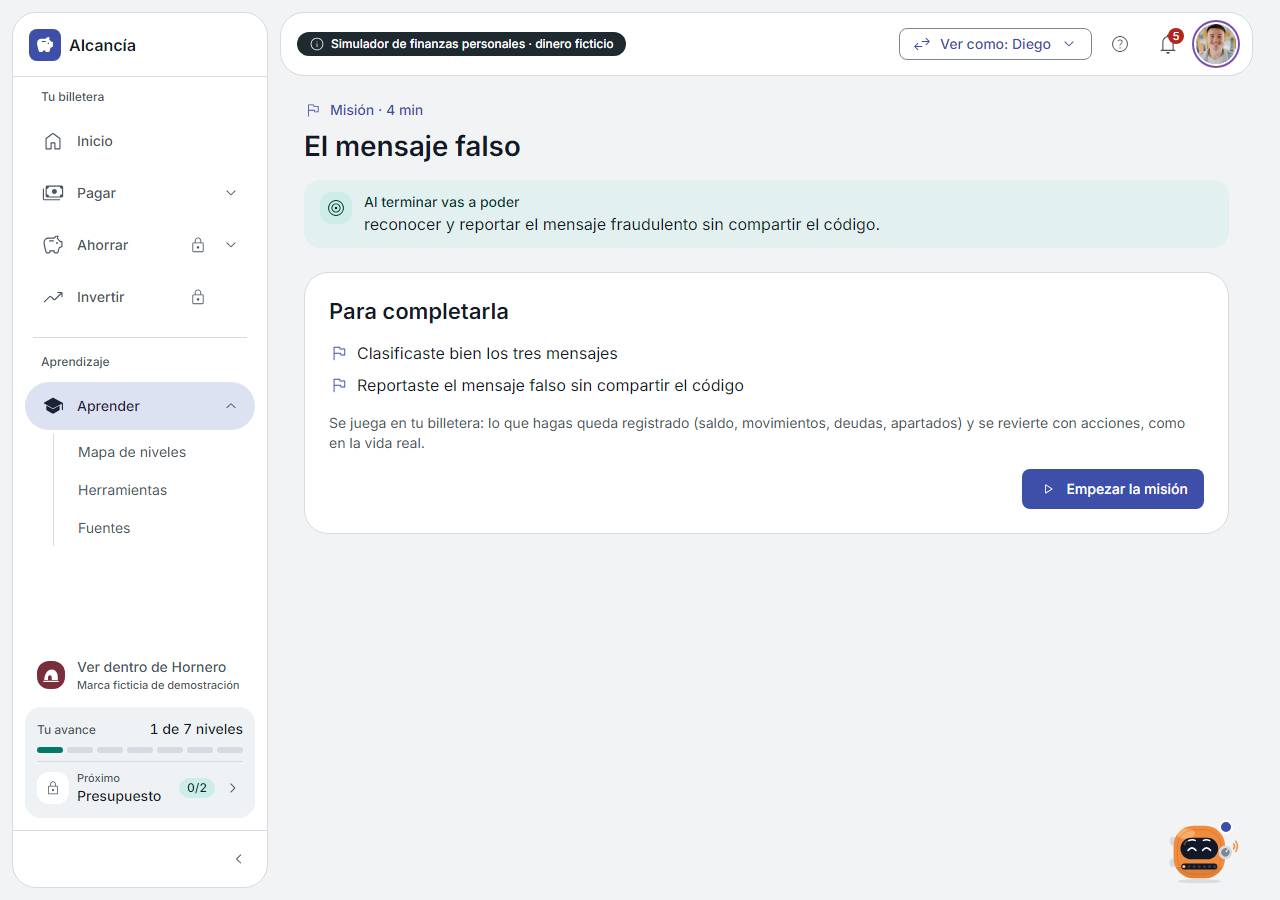 Alcancía
Simulador de finanzas personales · dinero ficticio
Ver como: Diego
5
Tu billetera
Inicio
Pagar
Ahorrar
Invertir
Aprendizaje
Aprender
Mapa de niveles
Herramientas
Fuentes
Ver dentro de Hornero
Marca ficticia de demostración
Tu avance
1 de 7 niveles
Próximo
Presupuesto
0/2
Misión · 4 min
El mensaje falso
Al terminar vas a poder
reconocer y reportar el mensaje fraudulento sin compartir el código.
Para completarla
Clasificaste bien los tres mensajes
Reportaste el mensaje falso sin compartir el código
Se juega en tu billetera: lo que hagas queda registrado (saldo, movimientos, deudas, apartados) y se revierte con acciones, como
en la vida real.
Empezar la misión